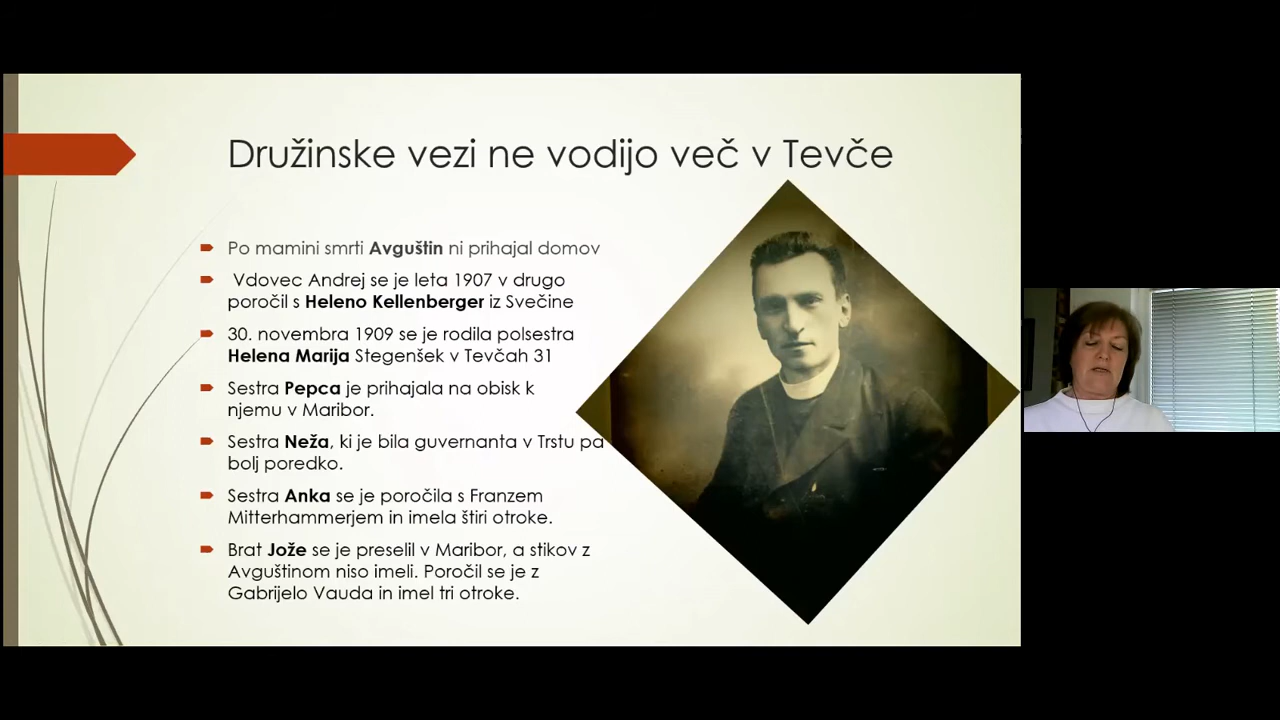 Družinske vezi ne vodijo več v Tevče
Po mamini smrti Avguštin ni prihajal domov
Vdovec Andrej se je leta 1907 v drugo
poročil s Heleno Kellenberger iz Svečine
30. novembra 1909 se je rodila polsestra
Helena Marija Stegenšek v Tevčah 31
Sestra Pepca je prihajala na obisk k
njemu v Maribor.
Sestra Neža, ki je bila guvernanta v Trstu pa
bolj poredko.
Sestra Anka se je poročila s Franzem
Mitterhammerjem in imela štiri otroke.
Brat Jože se je preselil v Maribor, a stikov z
Avguštinom niso imeli. Poročil se je z
Gabrijelo Vauda in imel tri otroke.